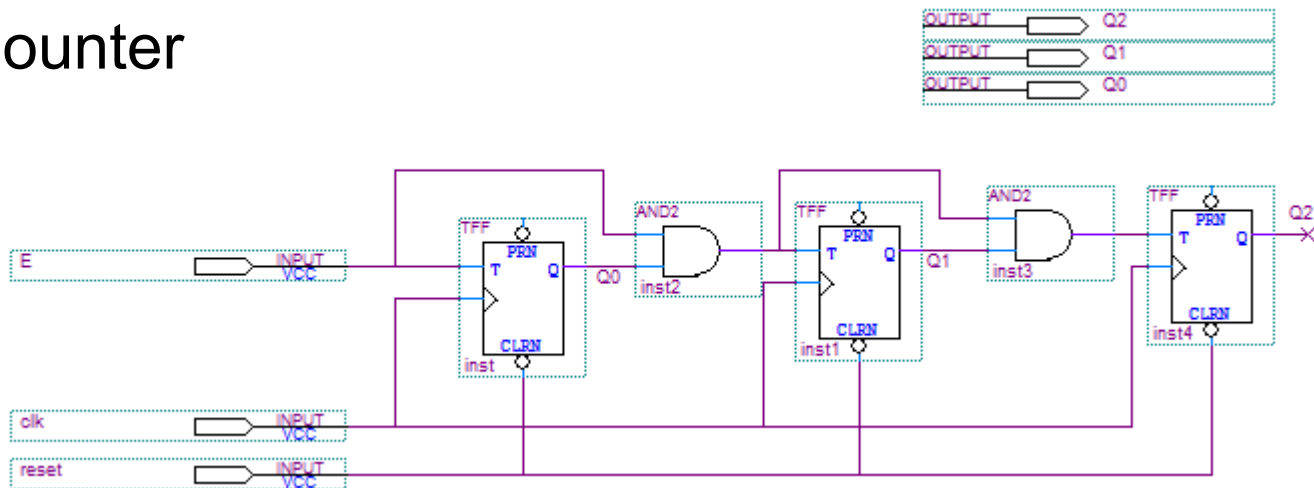 ounter
OUTPUT Q2
OUTPUT Q1
OUTPUT Q0
E INPUT VCC
TFF PRN T Q CLRN inst
Q0
AND2 inst2
TFF PRN T Q CLRN inst1
Q1
AND2 inst3
TFF PRN T Q CLRN inst4
Q2
clk INPUT VCC
reset INPUT VCC